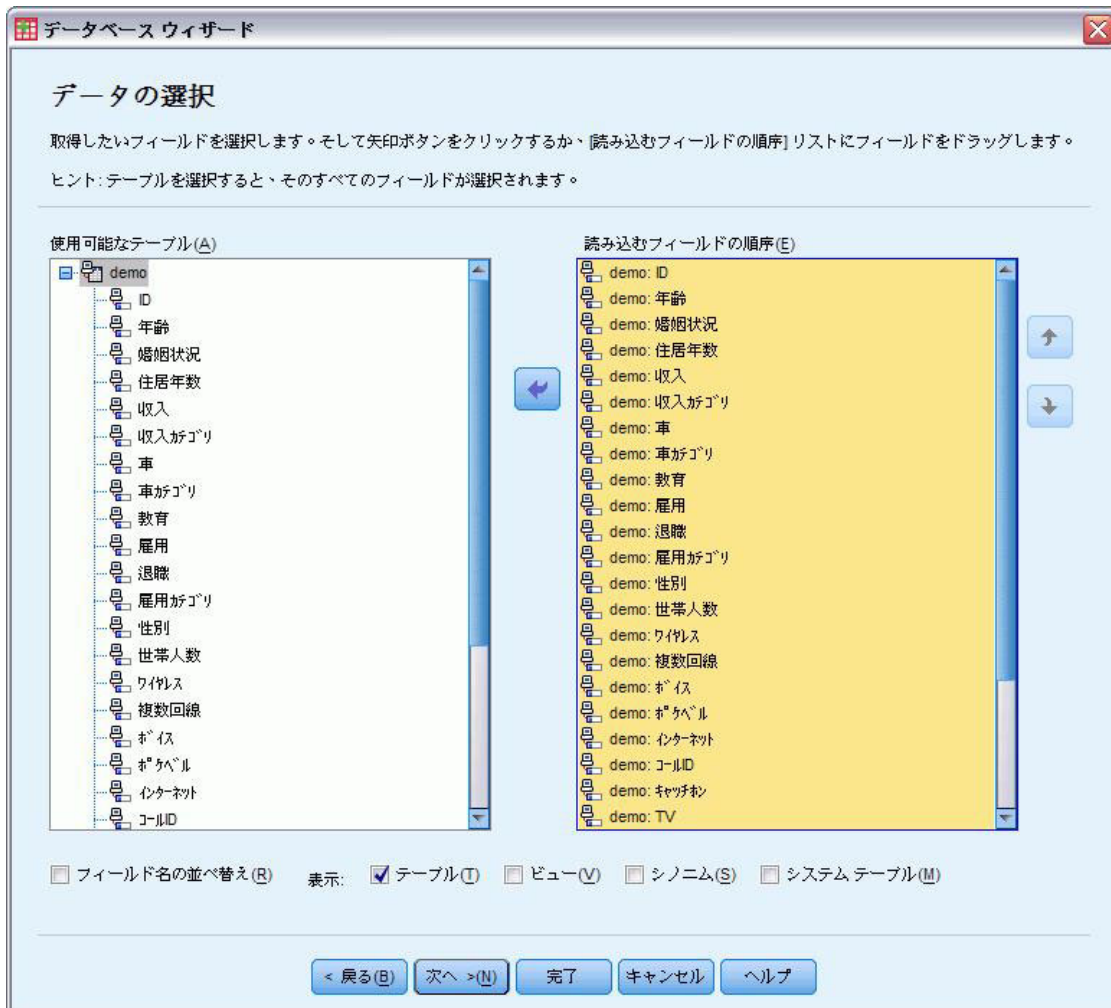 データベース ウィザード
データの選択
取得したいフィールドを選択します。そして矢印ボタンをクリックするか、[読み込むフィールドの順序] リストにフィールドをドラッグします。
ヒント: テーブルを選択すると、そのすべてのフィールドが選択されます。
使用可能なテーブル(A)
demo
ID
年齢
婚姻状況
住居年数
収入
収入ｶﾃｺﾞﾘ
車
車ｶﾃｺﾞﾘ
教育
雇用
退職
雇用ｶﾃｺﾞﾘ
性別
世帯人数
ﾜｲﾔﾚｽ
複数回線
ﾎﾞｲｽ
ﾎﾟｹﾍﾞﾙ
ｲﾝﾀｰﾈｯﾄ
ｺｰﾙID
読み込むフィールドの順序(E)
demo: ID
demo: 年齢
demo: 婚姻状況
demo: 住居年数
demo: 収入
demo: 収入ｶﾃｺﾞﾘ
demo: 車
demo: 車ｶﾃｺﾞﾘ
demo: 教育
demo: 雇用
demo: 退職
demo: 雇用ｶﾃｺﾞﾘ
demo: 性別
demo: 世帯人数
demo: ﾜｲﾔﾚｽ
demo: 複数回線
demo: ﾎﾞｲｽ
demo: ﾎﾟｹﾍﾞﾙ
demo: ｲﾝﾀｰﾈｯﾄ
demo: ｺｰﾙID
demo: ｷｬｯﾁﾎﾝ
demo: TV
フィールド名の並べ替え(R) 表示: テーブル(T) ビュー(V) シノニム(S) システム テーブル(M)
< 戻る(B) 次へ >(N) 完了 キャンセル ヘルプ